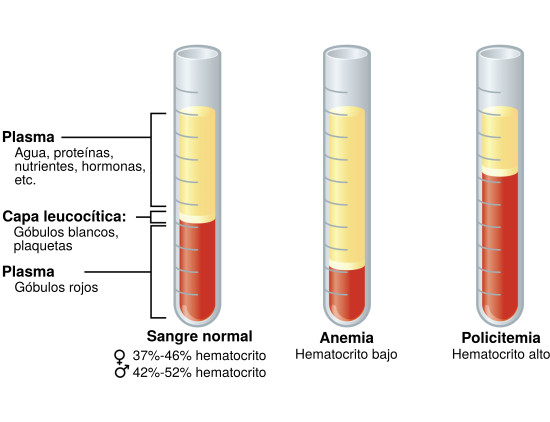 Plasma
Agua, proteínas,
nutrientes, hormonas,
etc.
Capa leucocítica:
Góbulos blancos,
plaquetas
Plasma
Góbulos rojos
Sangre normal
♀ 37%-46% hematocrito
♂ 42%-52% hematocrito
Anemia
Hematocrito bajo
Policitemia
Hematocrito alto